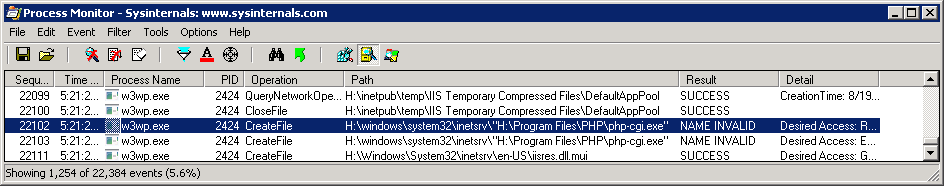 Process Monitor - Sysinternals: www.sysinternals.com
File Edit Event Filter Tools Options Help
Seque... Time ... Process Name PID Operation Path Result Detail
22099 5:21:2... w3wp.exe 2424 QueryNetworkOpe... H:\inetpub\temp\IIS Temporary Compressed Files\DefaultAppPool SUCCESS CreationTime: 8/19...
22100 5:21:2... w3wp.exe 2424 CloseFile H:\inetpub\temp\IIS Temporary Compressed Files\DefaultAppPool SUCCESS
22102 5:21:2... w3wp.exe 2424 CreateFile H:\windows\system32\inetsrv\"H:\Program Files\PHP\php-cgi.exe" NAME INVALID Desired Access: R...
22103 5:21:2... w3wp.exe 2424 CreateFile H:\windows\system32\inetsrv\"H:\Program Files\PHP\php-cgi.exe" NAME INVALID Desired Access: E...
22111 5:21:2... w3wp.exe 2424 CreateFile H:\Windows\System32\inetsrv\en-US\iisres.dll.mui SUCCESS Desired Access: G...
Showing 1,254 of 22,384 events (5.6%)